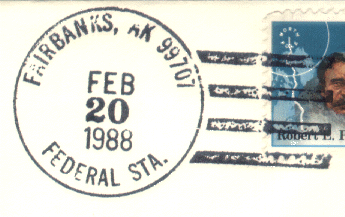 FAIRBANKS, AK 99707
FEB
20
1988
FEDERAL STA.
Robert E.